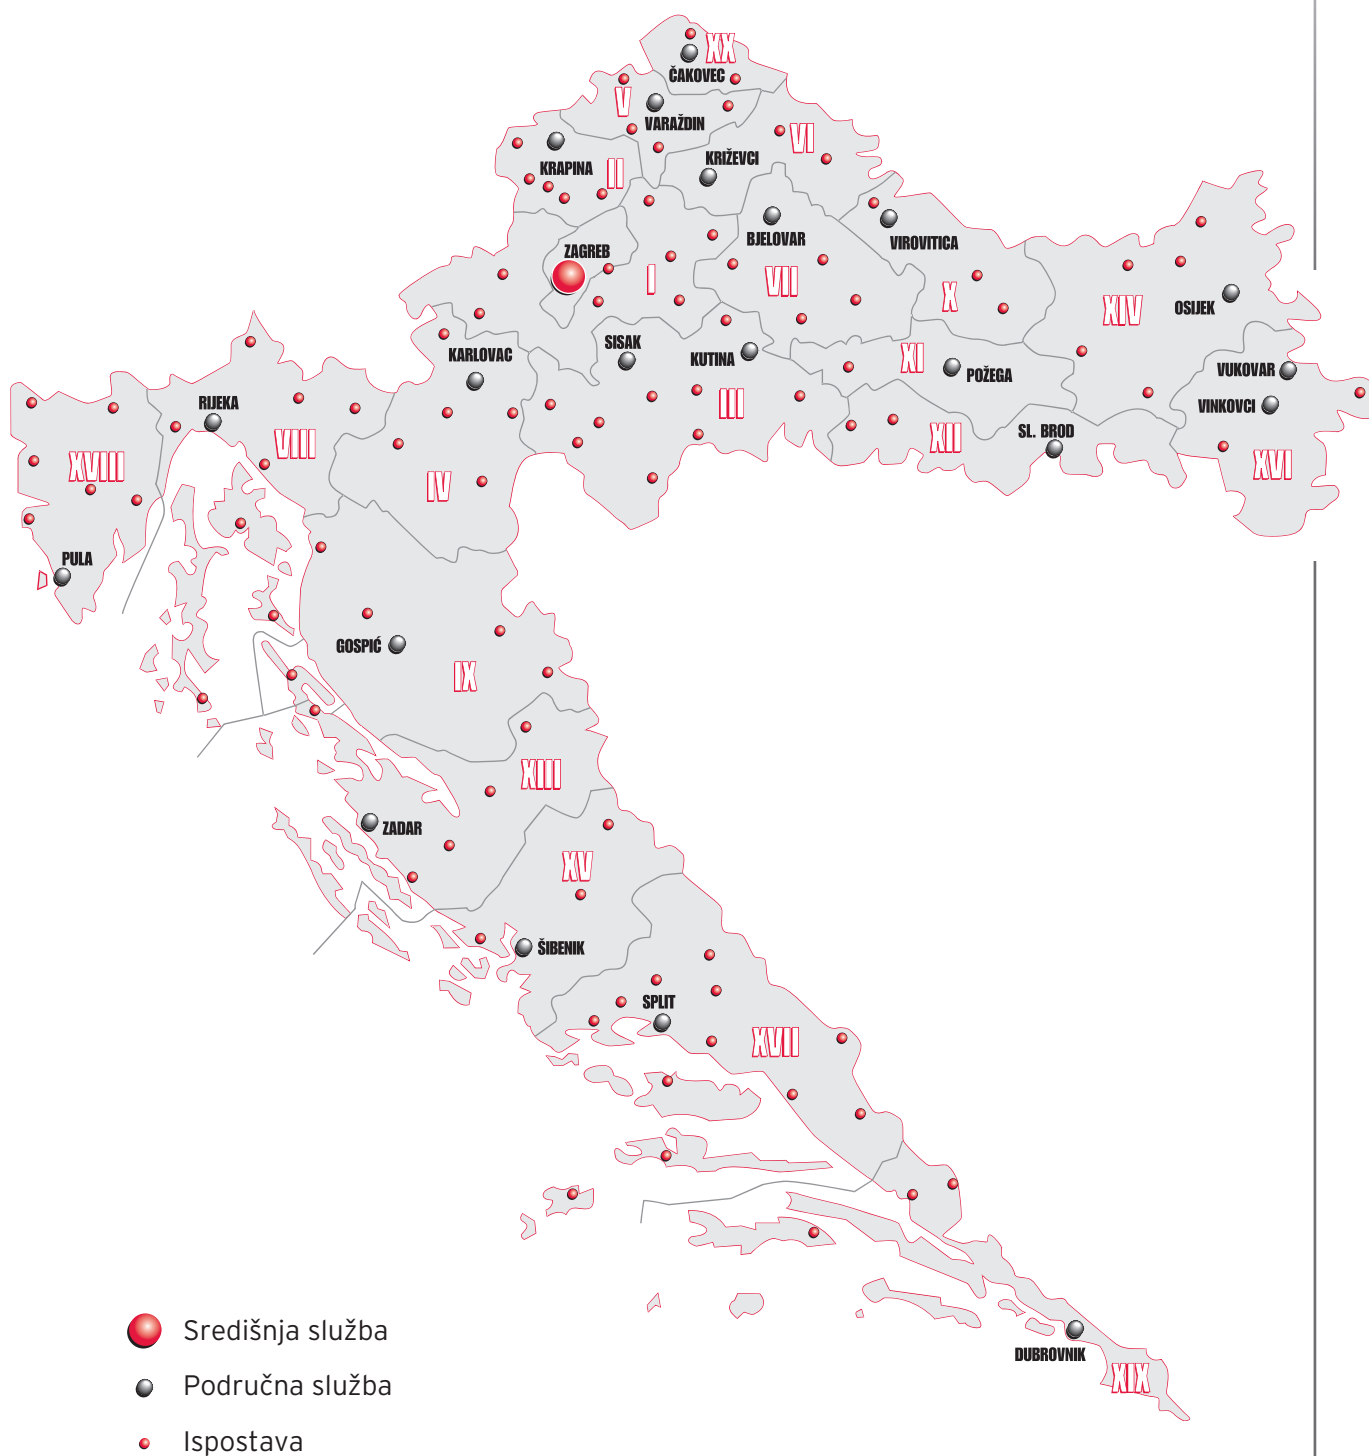 XX
ČAKOVEC
V
VARAŽDIN
VI
KRIŽEVCI
KRAPINA
II
BJELOVAR
VIROVITICA
ZAGREB
I
VII
X
XIV
OSIJEK
SISAK
KARLOVAC
KUTINA
XI
POŽEGA
VUKOVAR
VINKOVCI
RIJEKA
III
XII
SL. BROD
VIII
XVIII
IV
XVI
PULA
GOSPIĆ
IX
XIII
ZADAR
XV
ŠIBENIK
SPLIT
XVII
DUBROVNIK
XIX
Središnja služba
Područna služba
Ispostava